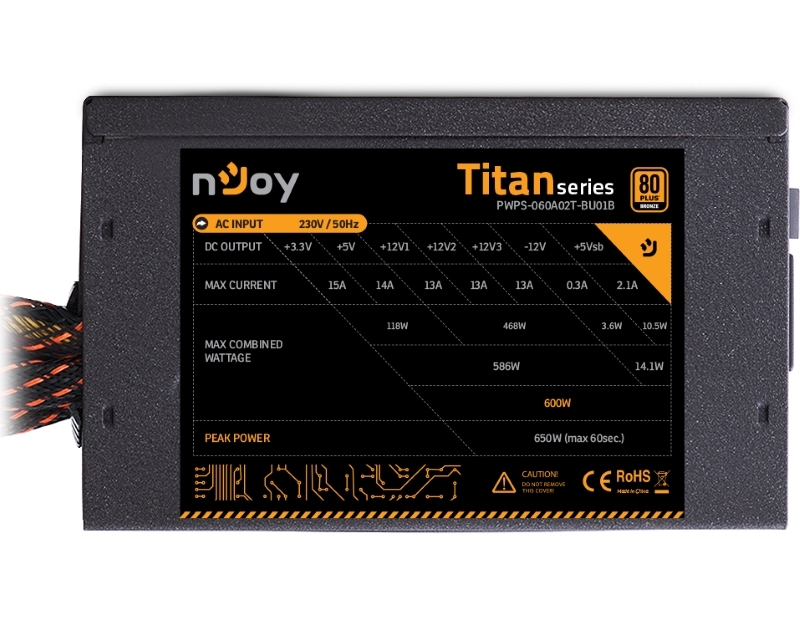 nJoy
Titan series
PWPS-060A02T-BU01B
80
PLUS
BRONZE
AC INPUT 230V / 50Hz
DC OUTPUT +3.3V +5V +12V1 +12V2 +12V3 -12V +5Vsb
MAX CURRENT 15A 14A 13A 13A 13A 0.3A 2.1A
118W 468W 3.6W 10.5W
MAX COMBINED
WATTAGE
586W 14.1W
600W
PEAK POWER 650W (max 60sec.)
CAUTION!
DO NOT REMOVE
THIS COVER!
CE RoHS
Made in China